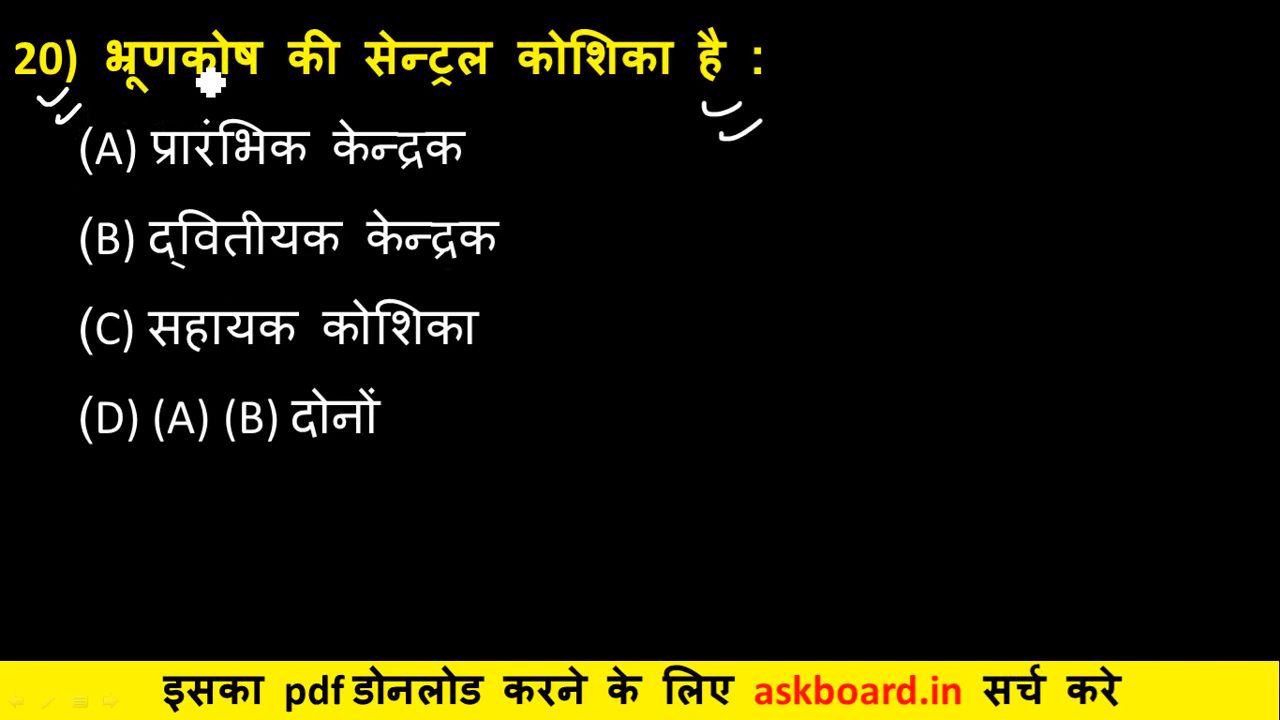 20) भ्रूणकोष की सेन्ट्रल कोशिका है :
(A) प्रारंभिक केन्द्रक
(B) द्वितीयक केन्द्रक
(C) सहायक कोशिका
(D) (A) (B) दोनों
इसका pdf डोनलोड करने के लिए askboard.in सर्च करे